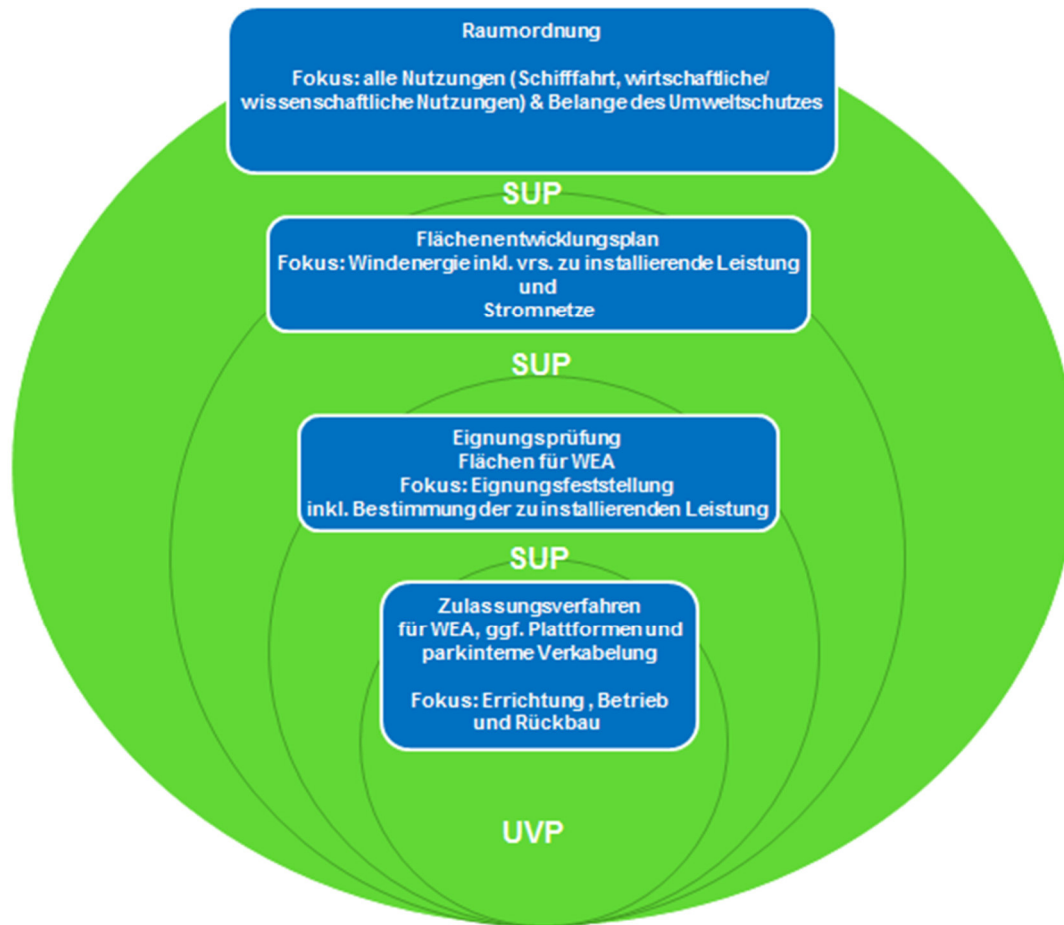 Raumordnung
Fokus: alle Nutzungen (Schifffahrt, wirtschaftliche/
wissenschaftliche Nutzungen) & Belange des Umweltschutzes
SUP
Flächenentwicklungsplan
Fokus: Windenergie inkl. vrs. zu installierende Leistung
und
Stromnetze
SUP
Eignungsprüfung
Flächen für WEA
Fokus: Eignungsfeststellung
inkl. Bestimmung der zu installierenden Leistung
SUP
Zulassungsverfahren
für WEA, ggf. Plattformen und
parkinterne Verkabelung
Fokus: Errichtung , Betrieb
und Rückbau
UVP